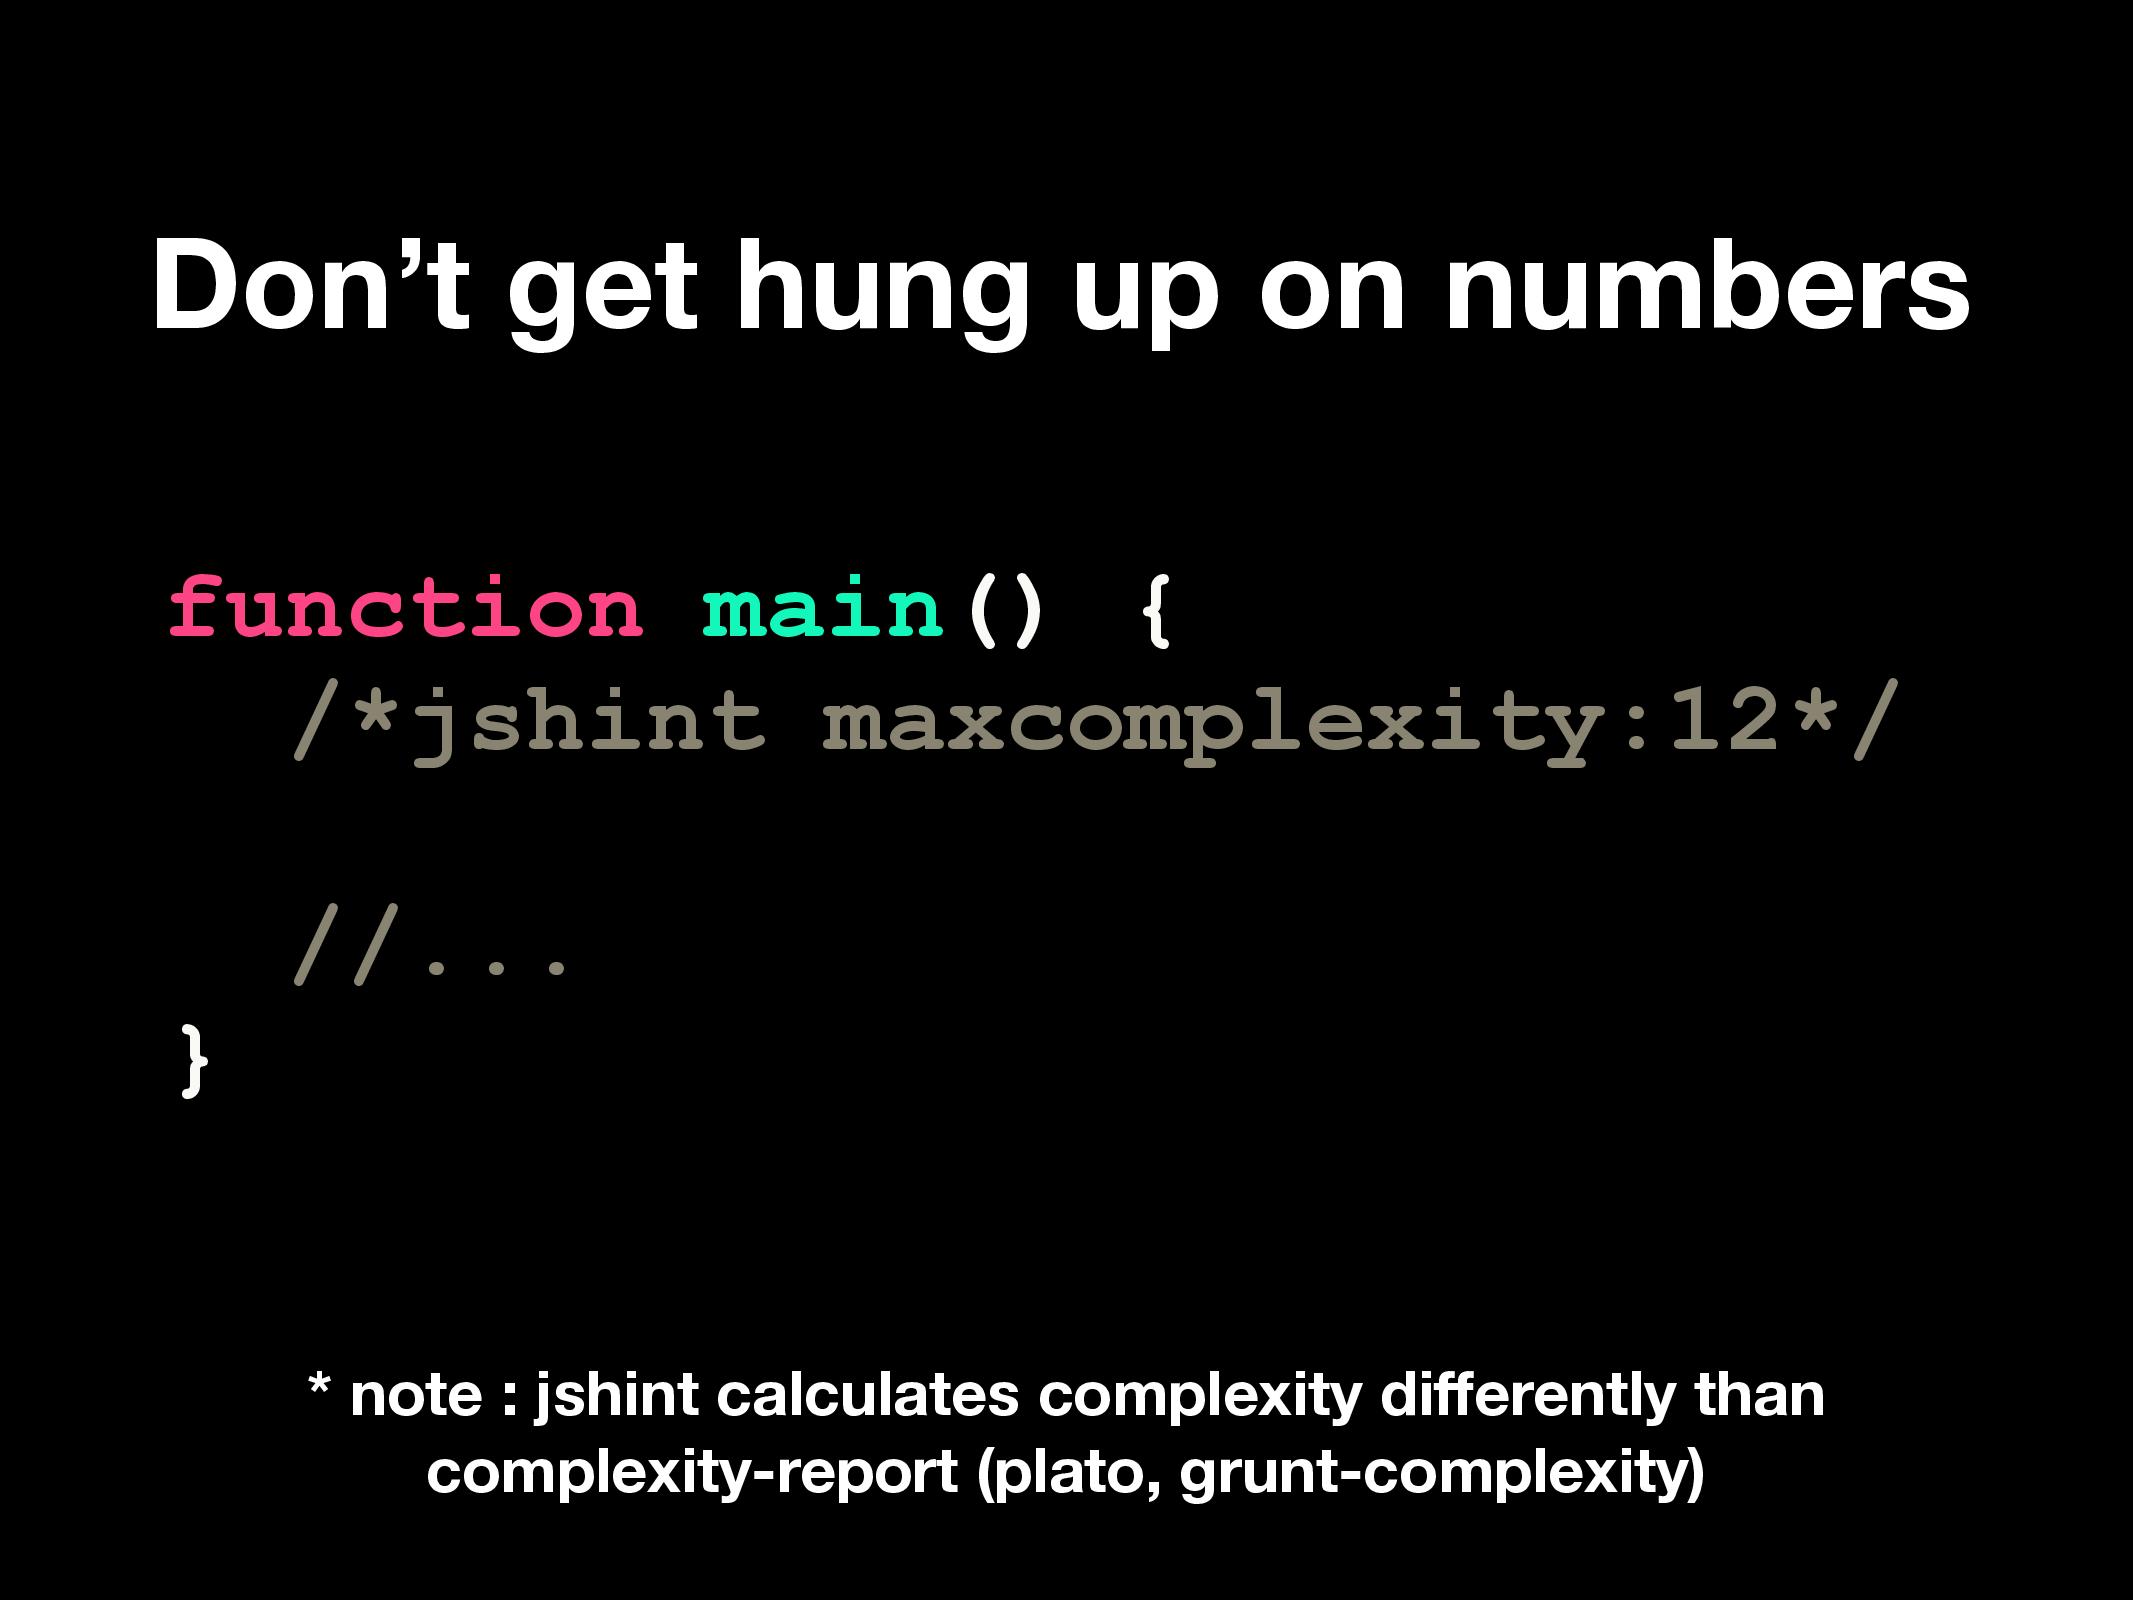 Don’t get hung up on numbers
function main() {
/*jshint maxcomplexity:12*/
//...
}
* note : jshint calculates complexity differently than
complexity-report (plato, grunt-complexity)